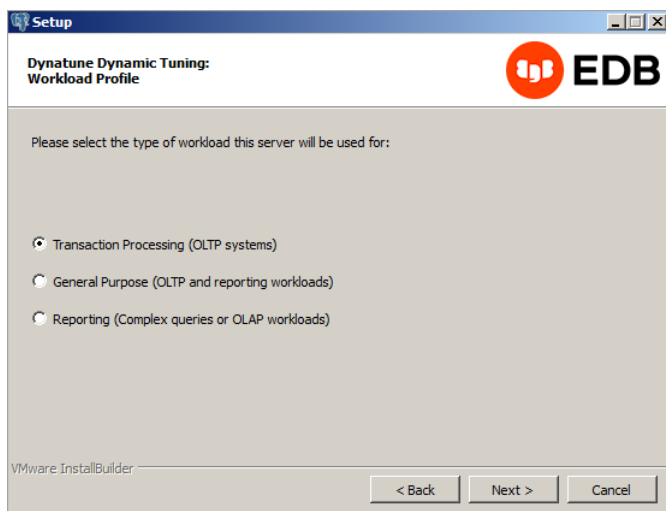 Setup
Dynatune Dynamic Tuning:
Workload Profile
EDB
Please select the type of workload this server will be used for:
Transaction Processing (OLTP systems)
General Purpose (OLTP and reporting workloads)
Reporting (Complex queries or OLAP workloads)
VMware InstallBuilder
< Back Next > Cancel